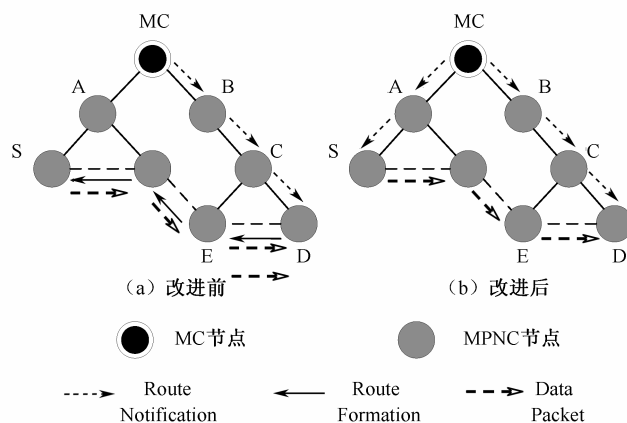 MC
MC
A
B
A
B
S
C
S
C
E
D
E
D
(a)改进前
(b)改进后
MC节点
MPNC节点
Route
Notification
Route
Formation
Data
Packet